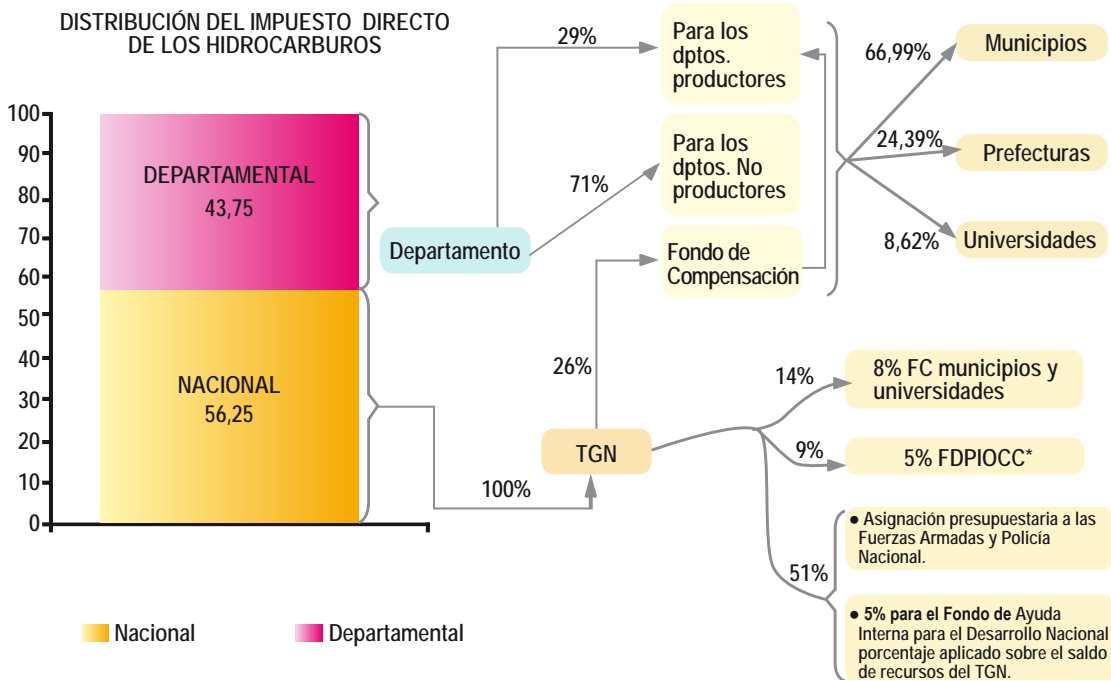 DISTRIBUCIÓN DEL IMPUESTO DIRECTO
DE LOS HIDROCARBUROS
100
90
80
70
60
50
40
30
20
10
0
DEPARTAMENTAL
43,75
NACIONAL
56,25
Nacional
Departamental
Departamento
29%
71%
Para los
dptos.
productores
Para los
dptos. No
productores
Fondo de
Compensación
66,99%
24,39%
8,62%
Municipios
Prefecturas
Universidades
26%
100%
TGN
14%
9%
51%
8% FC municipios y
universidades
5% FDPIOCC*
● Asignación presupuestaria a las
Fuerzas Armadas y Policía
Nacional.
● 5% para el Fondo de Ayuda
Interna para el Desarrollo Nacional
porcentaje aplicado sobre el saldo
de recursos del TGN.